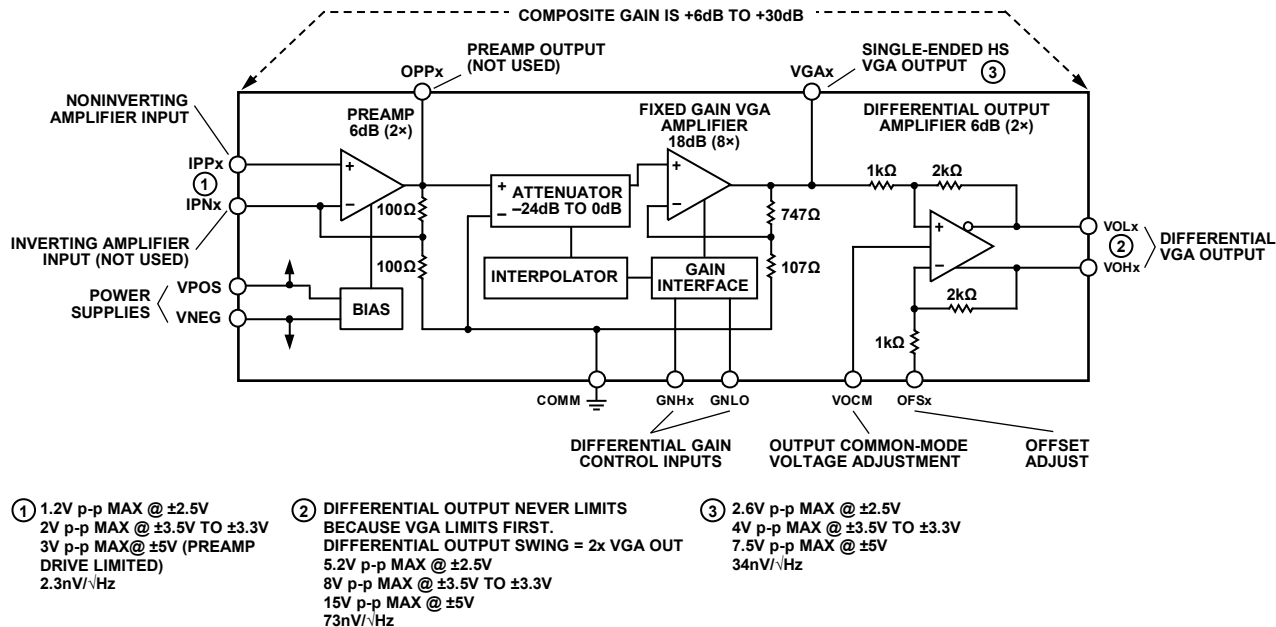 COMPOSITE GAIN IS +6dB TO +30dB
PREAMP OUTPUT
(NOT USED)
OPPx
SINGLE-ENDED HS
VGA OUTPUT 3
VGAx
NONINVERTING
AMPLIFIER INPUT
PREAMP
6dB (2×)
FIXED GAIN VGA
AMPLIFIER
18dB (8×)
DIFFERENTIAL OUTPUT
AMPLIFIER 6dB (2×)
IPPx
1
IPNx
INVERTING AMPLIFIER
INPUT (NOT USED)
+
−
100Ω
100Ω
+
−
ATTENUATOR
–24dB TO 0dB
+
−
747Ω
107Ω
1kΩ
2kΩ
+
−
2kΩ
1kΩ
VOLx
2
VOHx
DIFFERENTIAL
VGA OUTPUT
INTERPOLATOR
GAIN
INTERFACE
POWER
SUPPLIES
VPOS
VNEG
BIAS
COMM
GNHx
GNLO
VOCM
OFSx
DIFFERENTIAL GAIN
CONTROL INPUTS
OUTPUT COMMON-MODE
VOLTAGE ADJUSTMENT
OFFSET
ADJUST
1 1.2V p-p MAX @ ±2.5V
2V p-p MAX @ ±3.5V TO ±3.3V
3V p-p MAX@ ±5V (PREAMP
DRIVE LIMITED)
2.3nV/√Hz
2 DIFFERENTIAL OUTPUT NEVER LIMITS
BECAUSE VGA LIMITS FIRST.
DIFFERENTIAL OUTPUT SWING = 2x VGA OUT
5.2V p-p MAX @ ±2.5V
8V p-p MAX @ ±3.5V TO ±3.3V
15V p-p MAX @ ±5V
73nV/√Hz
3 2.6V p-p MAX @ ±2.5V
4V p-p MAX @ ±3.5V TO ±3.3V
7.5V p-p MAX @ ±5V
34nV/√Hz